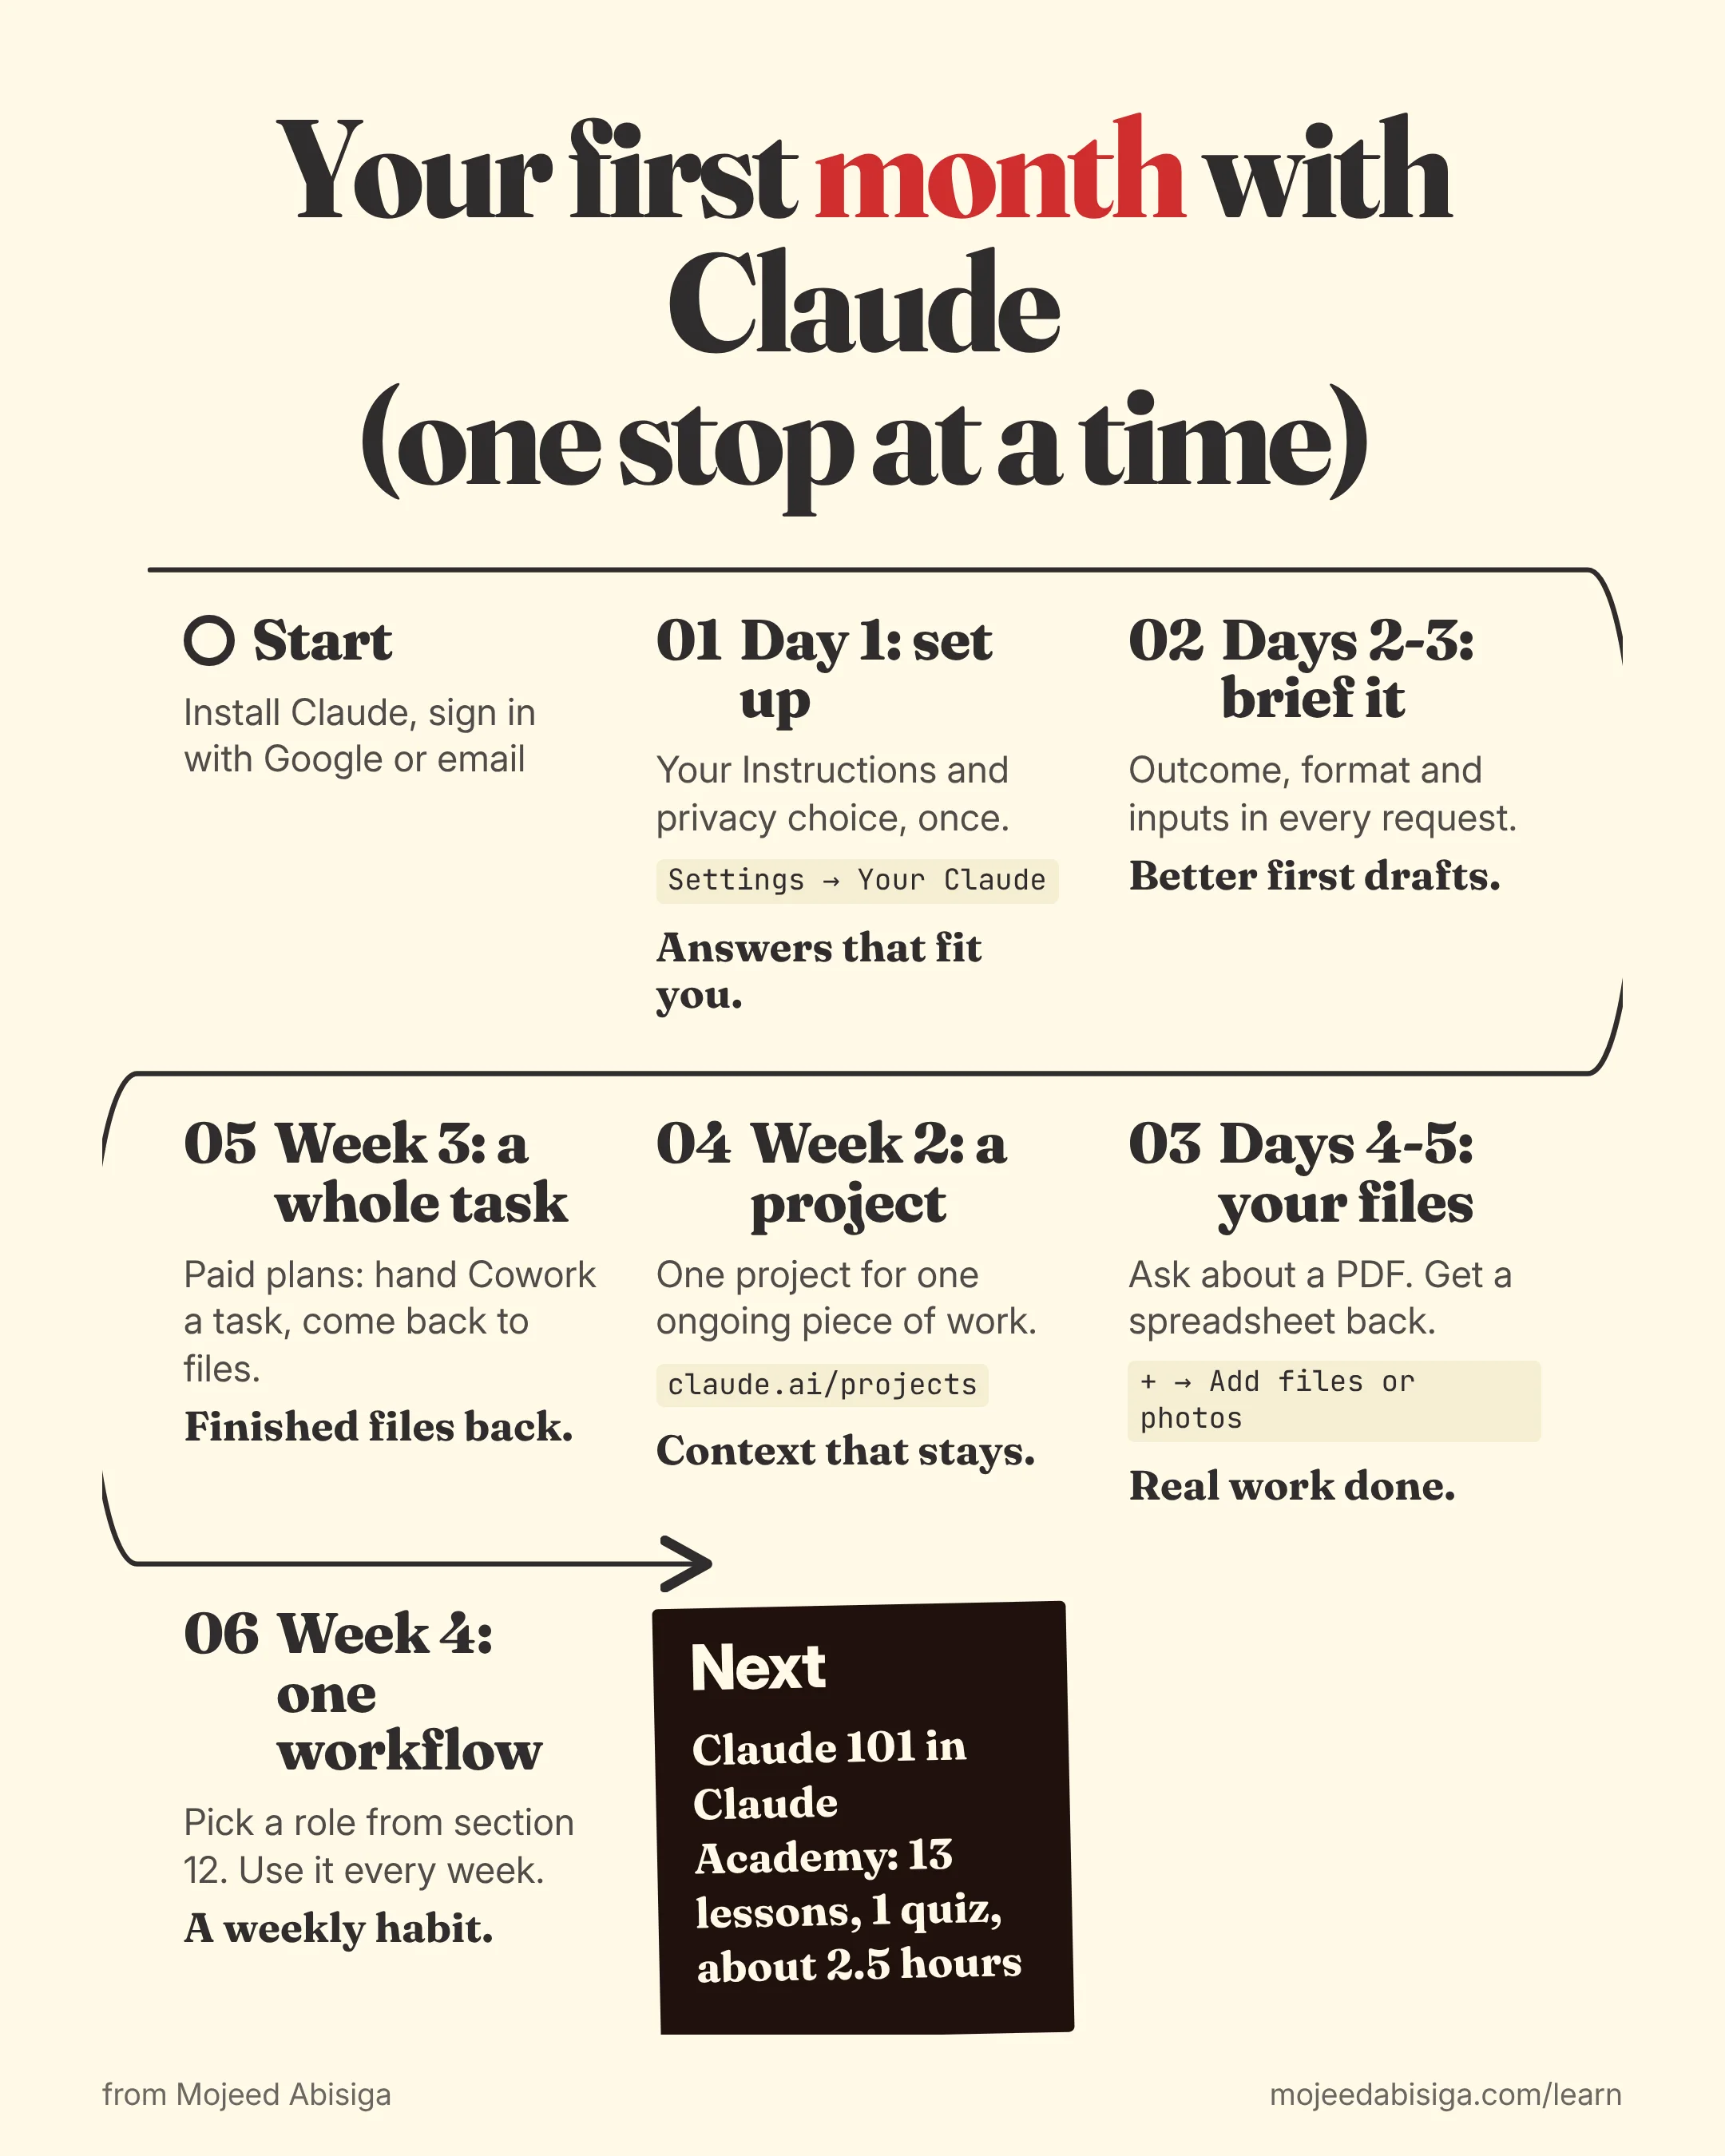 Your first month with
Claude
(one stop at a time)
Start
Install Claude, sign in
with Google or email
01 Day 1: set
up
Your Instructions and
privacy choice, once.
Settings → Your Claude
Answers that fit
you.
02 Days 2-3:
brief it
Outcome, format and
inputs in every request.
Better first drafts.
03 Days 4-5:
your files
Ask about a PDF. Get a
spreadsheet back.
+ → Add files or
photos
Real work done.
04 Week 2: a
project
One project for one
ongoing piece of work.
claude.ai/projects
Context that stays.
05 Week 3: a
whole task
Paid plans: hand Cowork
a task, come back to
files.
Finished files back.
06 Week 4:
one
workflow
Pick a role from section
12. Use it every week.
A weekly habit.
Next
Claude 101 in
Claude
Academy: 13
lessons, 1 quiz,
about 2.5 hours
from Mojeed Abisiga
mojeedabisiga.com/learn